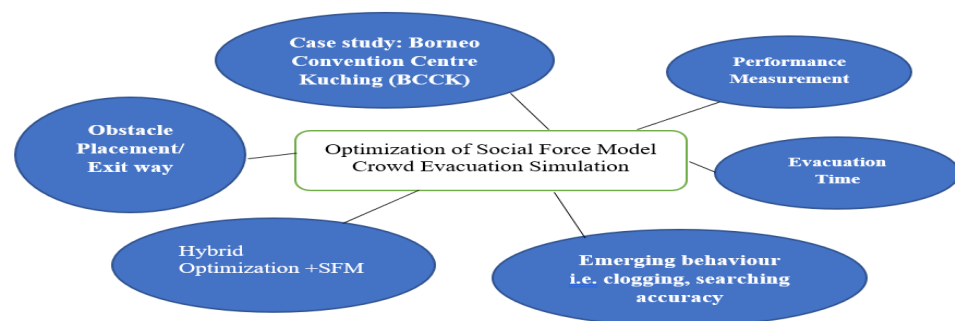 Case study: Borneo
Convention Centre
Kuching (BCCK)
Performance
Measurement
Obstacle
Placement/
Exit way
Optimization of Social Force Model
Crowd Evacuation Simulation
Evacuation
Time
Hybrid
Optimization +SFM
Emerging behaviour
i.e. clogging, searching
accuracy